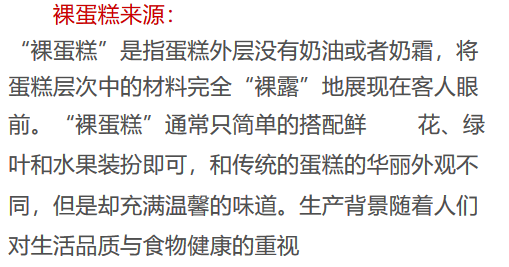 裸蛋糕来源：
“裸蛋糕”是指蛋糕外层没有奶油或者奶霜，将
蛋糕层次中的材料完全“裸露”地展现在客人眼
前。“裸蛋糕”通常只简单的搭配鲜　　花、绿
叶和水果装扮即可，和传统的蛋糕的华丽外观不
同，但是却充满温馨的味道。生产背景随着人们
对生活品质与食物健康的重视